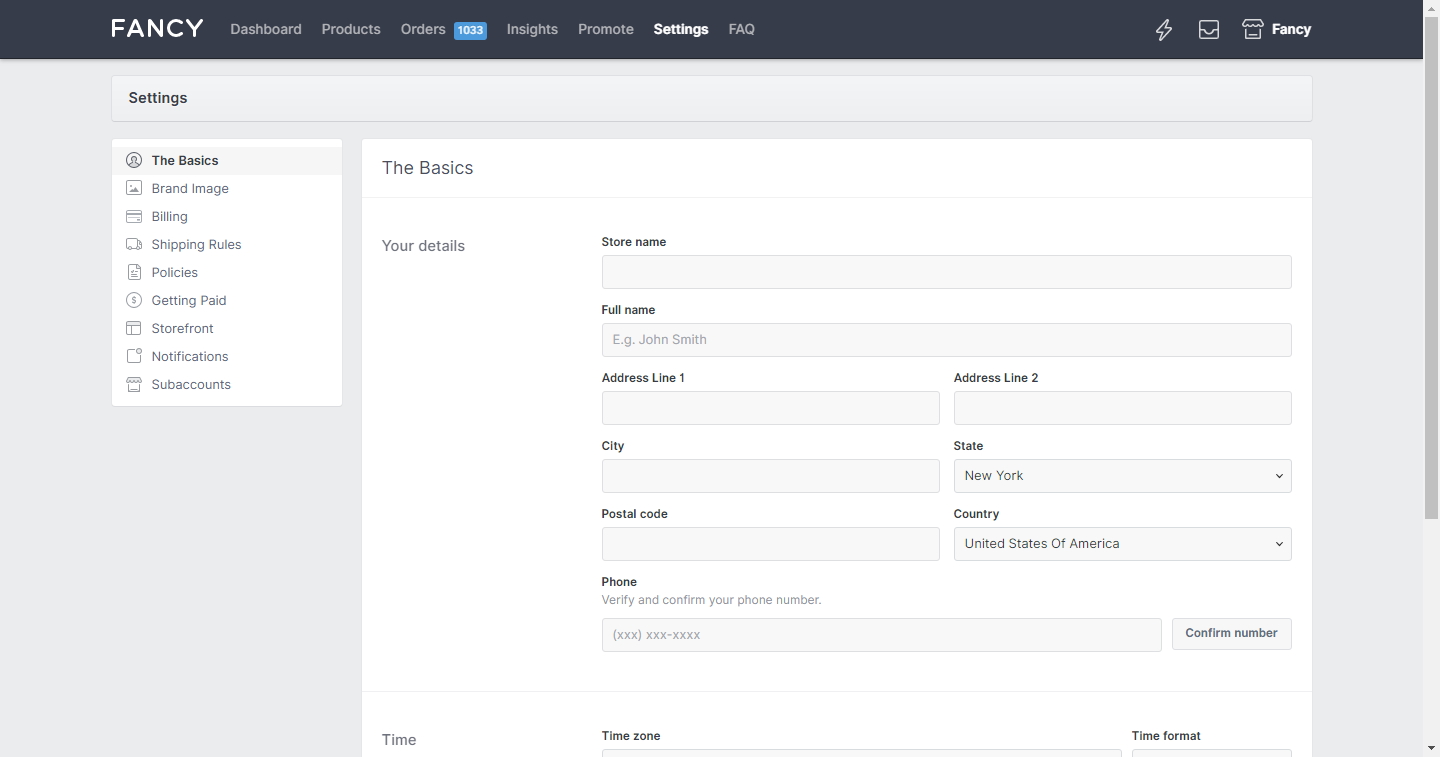 FANCY Dashboard Products Orders 1033 Insights Promote Settings FAQ Fancy
Settings
The Basics
Brand Image
Billing
Shipping Rules
Policies
Getting Paid
Storefront
Notifications
Subaccounts
The Basics
Your details
Store name
Full name
E.g. John Smith
Address Line 1 Address Line 2
City State
New York
Postal code Country
United States Of America
Phone
Verify and confirm your phone number.
(xxx) xxx-xxxx Confirm number
Time
Time zone Time format